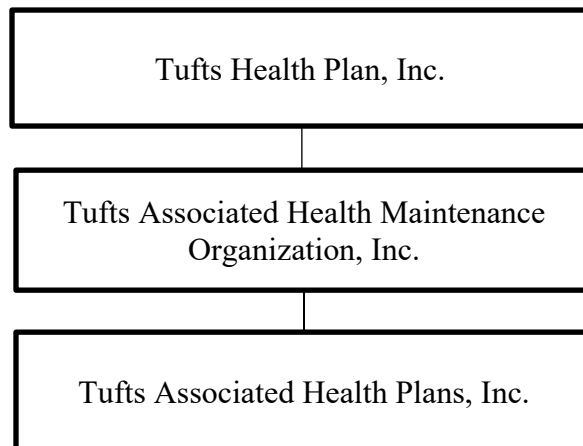 Tufts Health Plan, Inc.
Tufts Associated Health Maintenance
Organization, Inc.
Tufts Associated Health Plans, Inc.